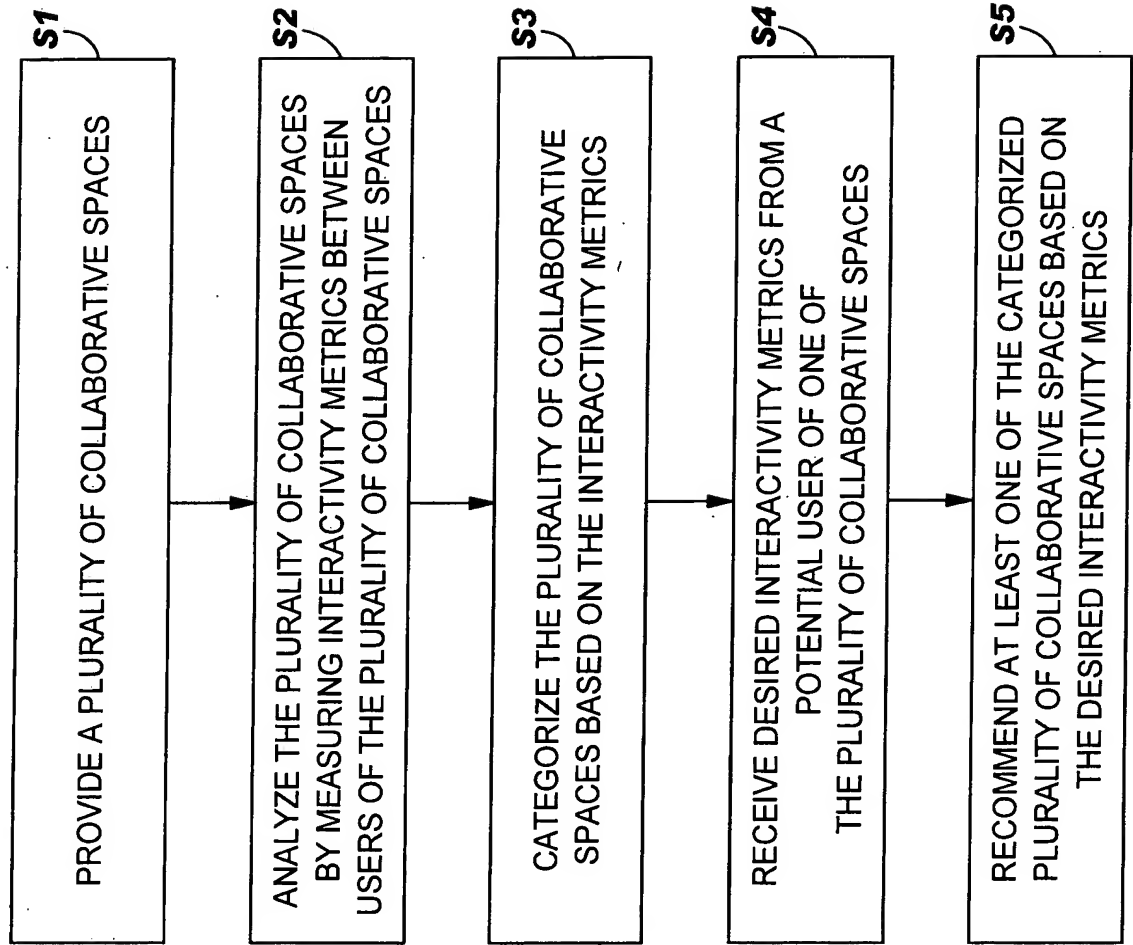 S1
PROVIDE A PLURALITY OF COLLABORATIVE SPACES
S2
ANALYZE THE PLURALITY OF COLLABORATIVE SPACES
BY MEASURING INTERACTIVITY METRICS BETWEEN
USERS OF THE PLURALITY OF COLLABORATIVE SPACES
S3
CATEGORIZE THE PLURALITY OF COLLABORATIVE
SPACES BASED ON THE INTERACTIVITY METRICS
S4
RECEIVE DESIRED INTERACTIVITY METRICS FROM A
POTENTIAL USER OF ONE OF
THE PLURALITY OF COLLABORATIVE SPACES
S5
RECOMMEND AT LEAST ONE OF THE CATEGORIZED
PLURALITY OF COLLABORATIVE SPACES BASED ON
THE DESIRED INTERACTIVITY METRICS